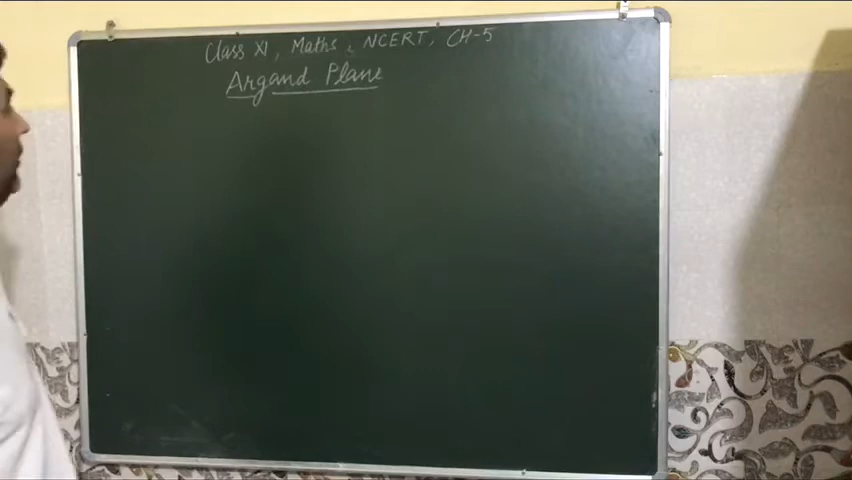 Class XI, Maths, NCERT, CH-5
Argand Plane